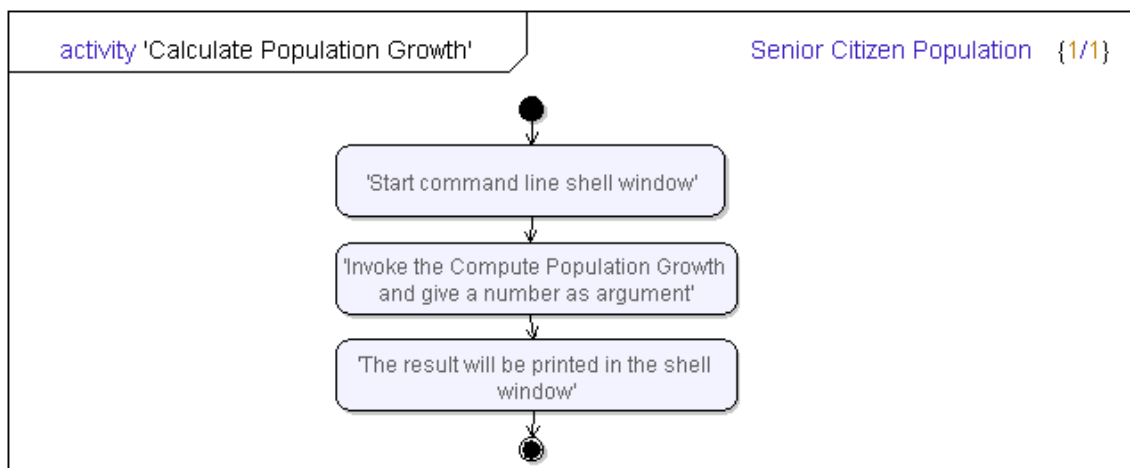 activity 'Calculate Population Growth'
Senior Citizen Population {1/1}
'Start command line shell window'
'Invoke the Compute Population Growth
and give a number as argument'
'The result will be printed in the shell
window'